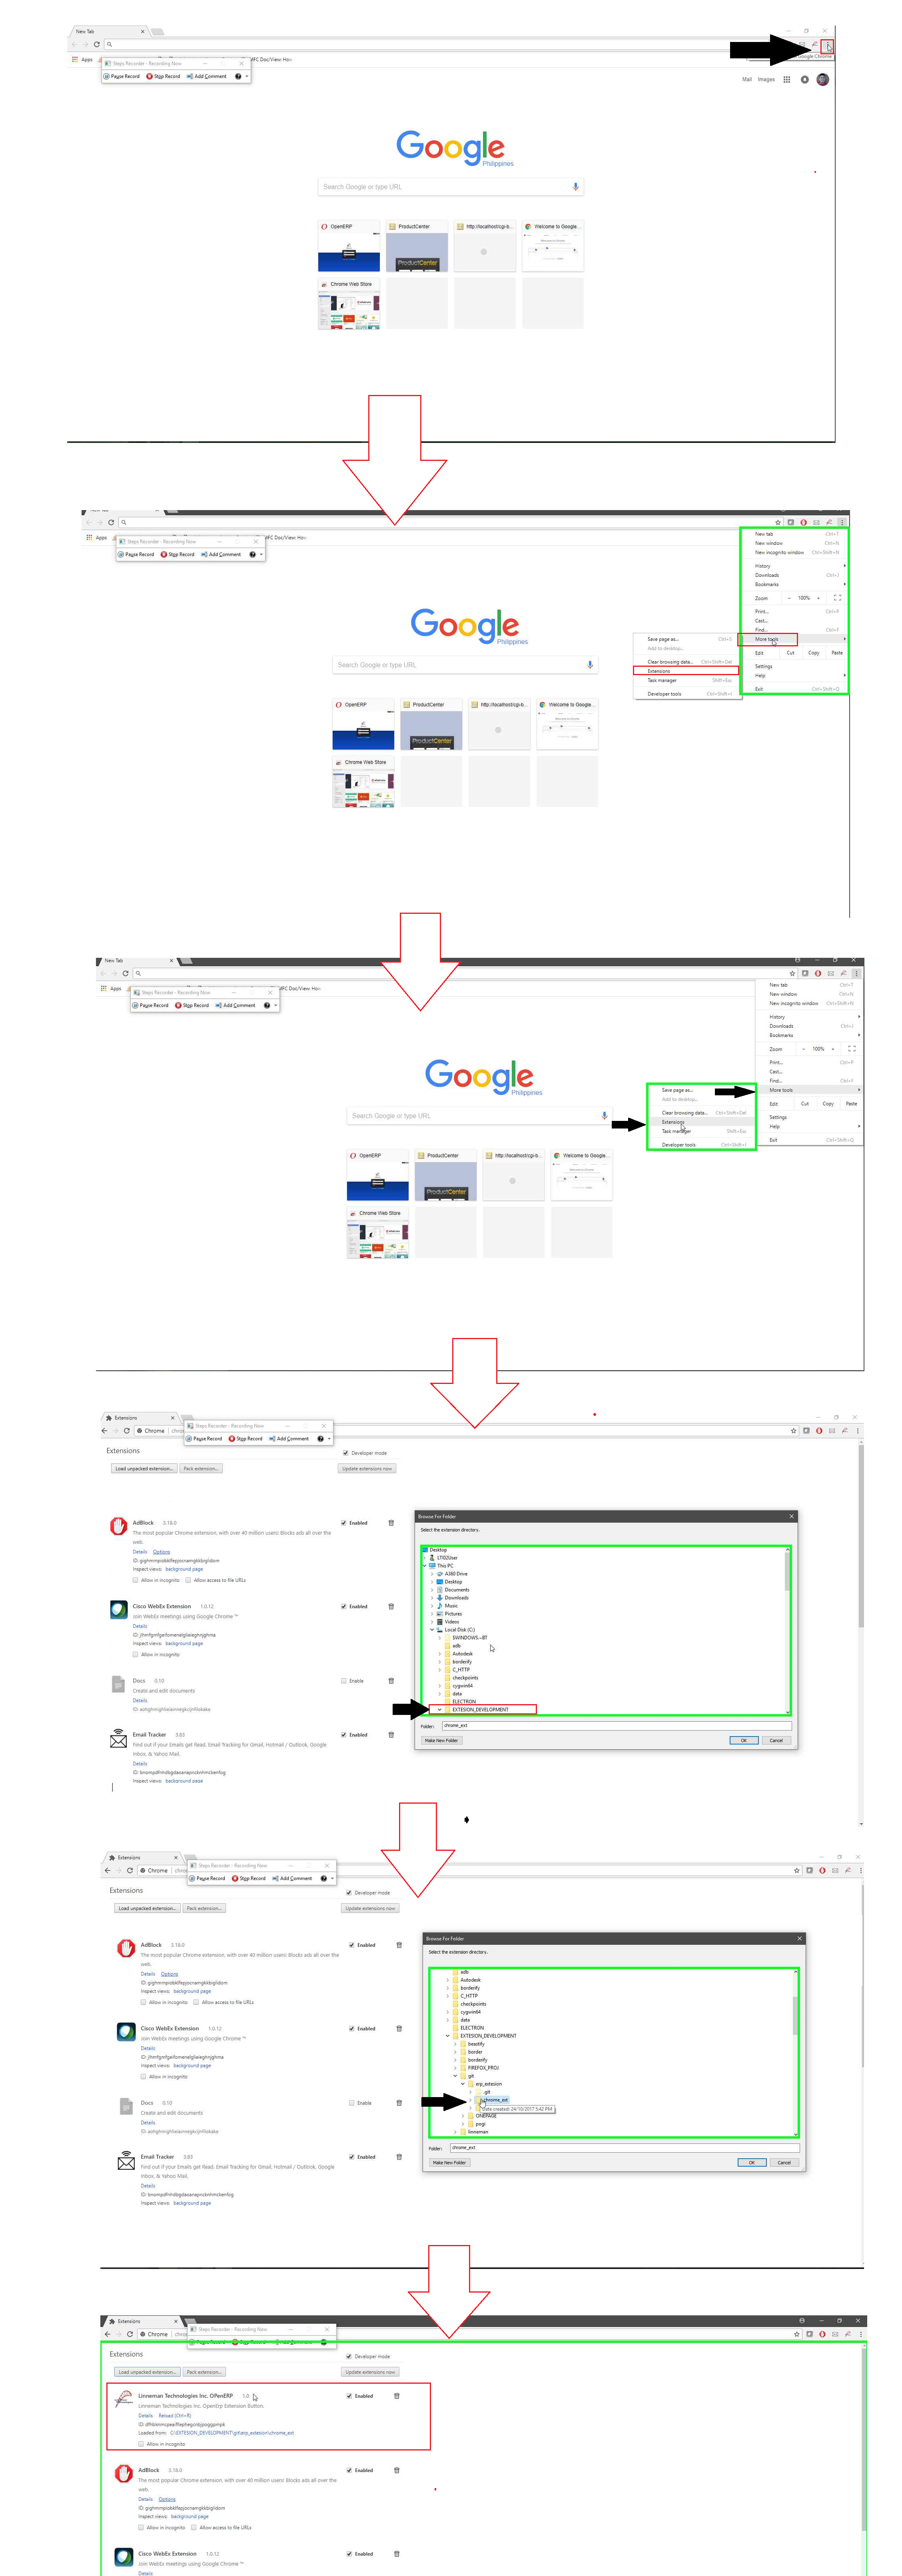 New Tab
Apps
Steps Recorder - Recording Now
MFC Doc/View: How
Pause Record Stop Record Add Comment
Google Chrome
Mail Images
Google
Philippines
Search Google or type URL
OpenERP ProductCenter http://localhost/cgi-b... Welcome to Google...
ProductCenter
Chrome Web Store
New Tab
Apps
Steps Recorder - Recording Now
MFC Doc/View: How
Pause Record Stop Record Add Comment
New tab Ctrl+T
New window Ctrl+N
New incognito window Ctrl+Shift+N
History
Downloads Ctrl+J
Bookmarks
Zoom - 100% +
Print... Ctrl+P
Cast...
Find... Ctrl+F
More tools
Edit Cut Copy Paste
Settings
Help
Exit Ctrl+Shift+Q
Save page as... Ctrl+S
Add to desktop...
Clear browsing data... Ctrl+Shift+Del
Extensions
Task manager Shift+Esc
Developer tools Ctrl+Shift+I
Google
Philippines
Search Google or type URL
OpenERP ProductCenter http://localhost/cgi-b... Welcome to Google...
ProductCenter
Chrome Web Store
New Tab
Apps
Steps Recorder - Recording Now
MFC Doc/View: How
Pause Record Stop Record Add Comment
New tab Ctrl+T
New window Ctrl+N
New incognito window Ctrl+Shift+N
History
Downloads Ctrl+J
Bookmarks
Zoom - 100% +
Print... Ctrl+P
Cast...
Find... Ctrl+F
More tools
Edit Cut Copy Paste
Settings
Help
Exit Ctrl+Shift+Q
Save page as...
Add to desktop...
Clear browsing data... Ctrl+Shift+Del
Extensions
Task manager Shift+Esc
Developer tools Ctrl+Shift+I
Google
Philippines
Search Google or type URL
OpenERP ProductCenter http://localhost/cgi-b... Welcome to Google...
ProductCenter
Chrome Web Store
Extensions
Steps Recorder - Recording Now
Chrome
Pause Record Stop Record Add Comment
Extensions
Developer mode
Load unpacked extension... Pack extension... Update extensions now
AdBlock 3.18.0 Enabled
The most popular Chrome extension, with over 40 million users! Blocks ads all over the
web.
Details Options
Inspect views: background page
Allow in incognito Allow access to file URLs
Cisco WebEx Extension 1.0.12 Enabled
Join WebEx meetings using Google Chrome ™
Details
Inspect views: background page
Allow in incognito
Docs 0.10 Enable
Create and edit documents
Details
Email Tracker 3.83 Enabled
Find out if your Emails get Read, Email Tracking for Gmail, Hotmail / Outlook, Google
Inbox, & Yahoo Mail.
Details
Inspect views: background page
Browse For Folder
Select the extension directory.
Desktop
LT102User
This PC
A360 Drive
Desktop
Documents
Downloads
Music
Pictures
Videos
Local Disk (C:)
$WINDOWS.~BT
adb
Autodesk
borderify
C_HTTP
checkpoints
cygwin64
data
ELECTRON
EXTESION_DEVELOPMENT
Folder: chrome_ext
Make New Folder OK Cancel
Extensions
Steps Recorder - Recording Now
Chrome
Pause Record Stop Record Add Comment
Extensions
Developer mode
Load unpacked extension... Pack extension... Update extensions now
AdBlock 3.18.0 Enabled
The most popular Chrome extension, with over 40 million users! Blocks ads all over the
web.
Details Options
Inspect views: background page
Allow in incognito Allow access to file URLs
Cisco WebEx Extension 1.0.12 Enabled
Join WebEx meetings using Google Chrome ™
Details
Inspect views: background page
Allow in incognito
Docs 0.10 Enable
Create and edit documents
Details
Email Tracker 3.83 Enabled
Find out if your Emails get Read, Email Tracking for Gmail, Hotmail / Outlook, Google
Inbox, & Yahoo Mail.
Details
Inspect views: background page
Browse For Folder
Select the extension directory.
adb
Autodesk
borderify
C_HTTP
checkpoints
cygwin64
data
ELECTRON
EXTESION_DEVELOPMENT
beastify
border
borderify
FIREFOX_PROJ
git
erp_extesion
.git
chrome_ext
Date created: 24/10/2017 5:42 PM
ONEPAGE
pogi
linneman
Folder: chrome_ext
Make New Folder OK Cancel
Extensions
Steps Recorder - Recording Now
Chrome
Pause Record Stop Record Add Comment
Extensions
Developer mode
Load unpacked extension... Pack extension... Update extensions now
Linneman Technologies Inc. OPenERP 1.0 Enabled
Linneman Technologies Inc. OpenErp Extension Button.
Details Reload (Ctrl+R)
Loaded from: C:\EXTESION_DEVELOPMENT\git\erp_extesion\chrome_ext
Allow in incognito
AdBlock 3.18.0 Enabled
The most popular Chrome extension, with over 40 million users! Blocks ads all over the
web.
Details Options
Inspect views: background page
Allow in incognito Allow access to file URLs
Cisco WebEx Extension 1.0.12 Enabled
Join WebEx meetings using Google Chrome ™
Details